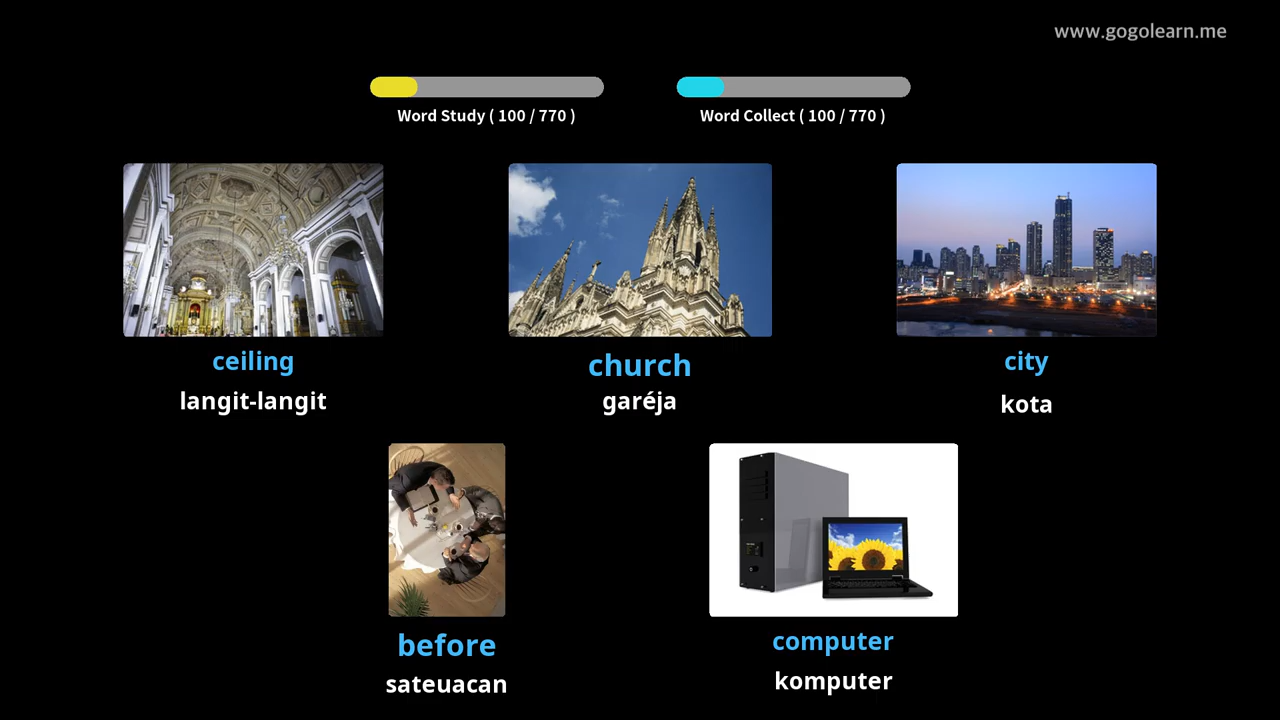 www.gogolearn.me
Word Study ( 100 / 770 )
Word Collect ( 100 / 770 )
ceiling
langit-langit
church
garéja
city
kota
before
sateuacan
computer
komputer